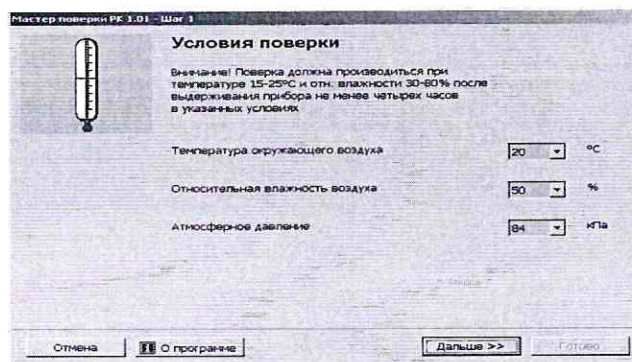 Мастер поверки РК 1.01 - Шаг 1
Условия поверки
Внимание! Поверка должна производиться при
температуре 15-25°C и отн. влажности 30-80% после
выдерживания прибора не менее четырех часов
в указанных условиях
Температура окружающего воздуха 20 °C
Относительная влажность воздуха 50 %
Атмосферное давление 84 кПа
Отмена О программе Дальше >> Готово